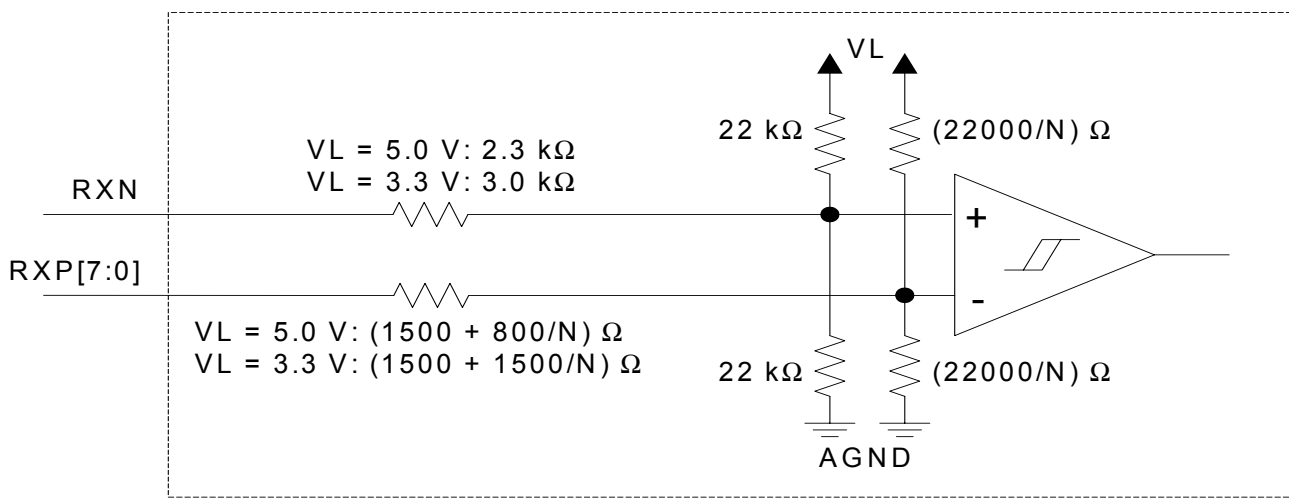 VL
22 kΩ
(22000/N) Ω
VL = 5.0 V: 2.3 kΩ
VL = 3.3 V: 3.0 kΩ
RXN
+
RXP[7:0]
-
VL = 5.0 V: (1500 + 800/N) Ω
VL = 3.3 V: (1500 + 1500/N) Ω
22 kΩ
(22000/N) Ω
AGND